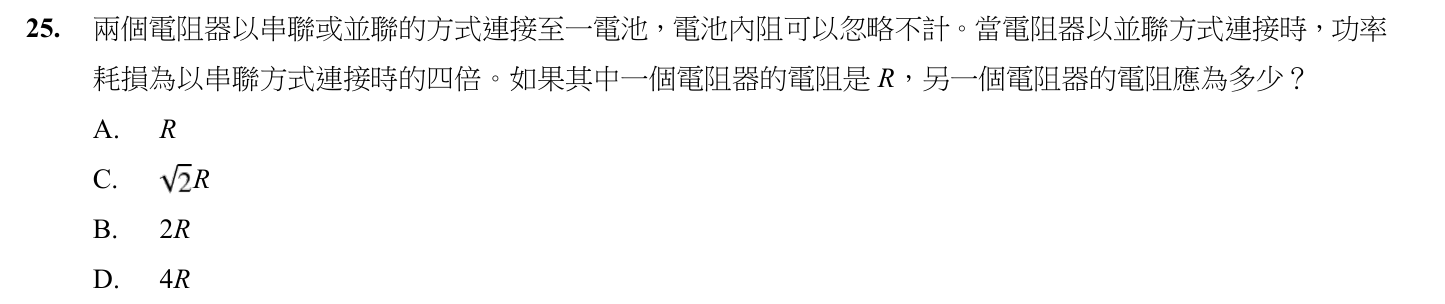 25. 兩個電阻器以串聯或並聯的方式連接至一電池，電池內阻可以忽略不計。當電阻器以並聯方式連接時，功率
耗損為以串聯方式連接時的四倍。如果其中一個電阻器的電阻是 R，另一個電阻器的電阻應為多少？
A. R
C. √2R
B. 2R
D. 4R